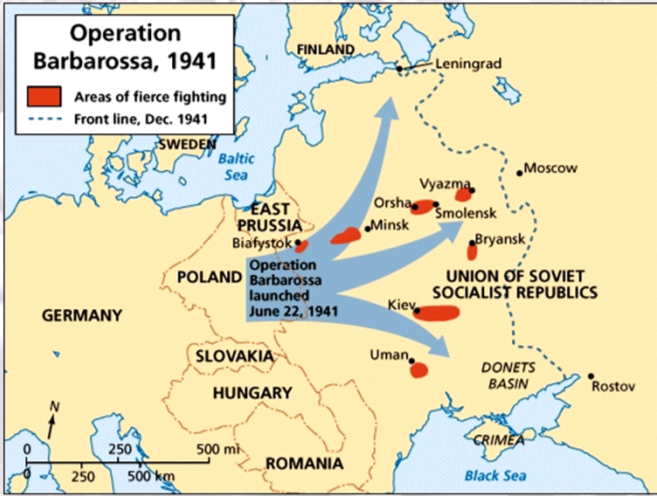 Operation
Barbarossa, 1941
Areas of fierce fighting
Front line, Dec. 1941
FINLAND
Leningrad
SWEDEN
Baltic
Sea
Moscow
Vyazma
Orsha
Smolensk
EAST
PRUSSIA
Minsk
Białystok
Bryansk
POLAND
Operation
Barbarossa
launched
June 22, 1941
UNION OF SOVIET
SOCIALIST REPUBLICS
GERMANY
Kiev
SLOVAKIA
Uman
DONETS
BASIN
HUNGARY
Rostov
N
CRIMEA
0 250 500 mi
0 250 500 km
ROMANIA
Black Sea